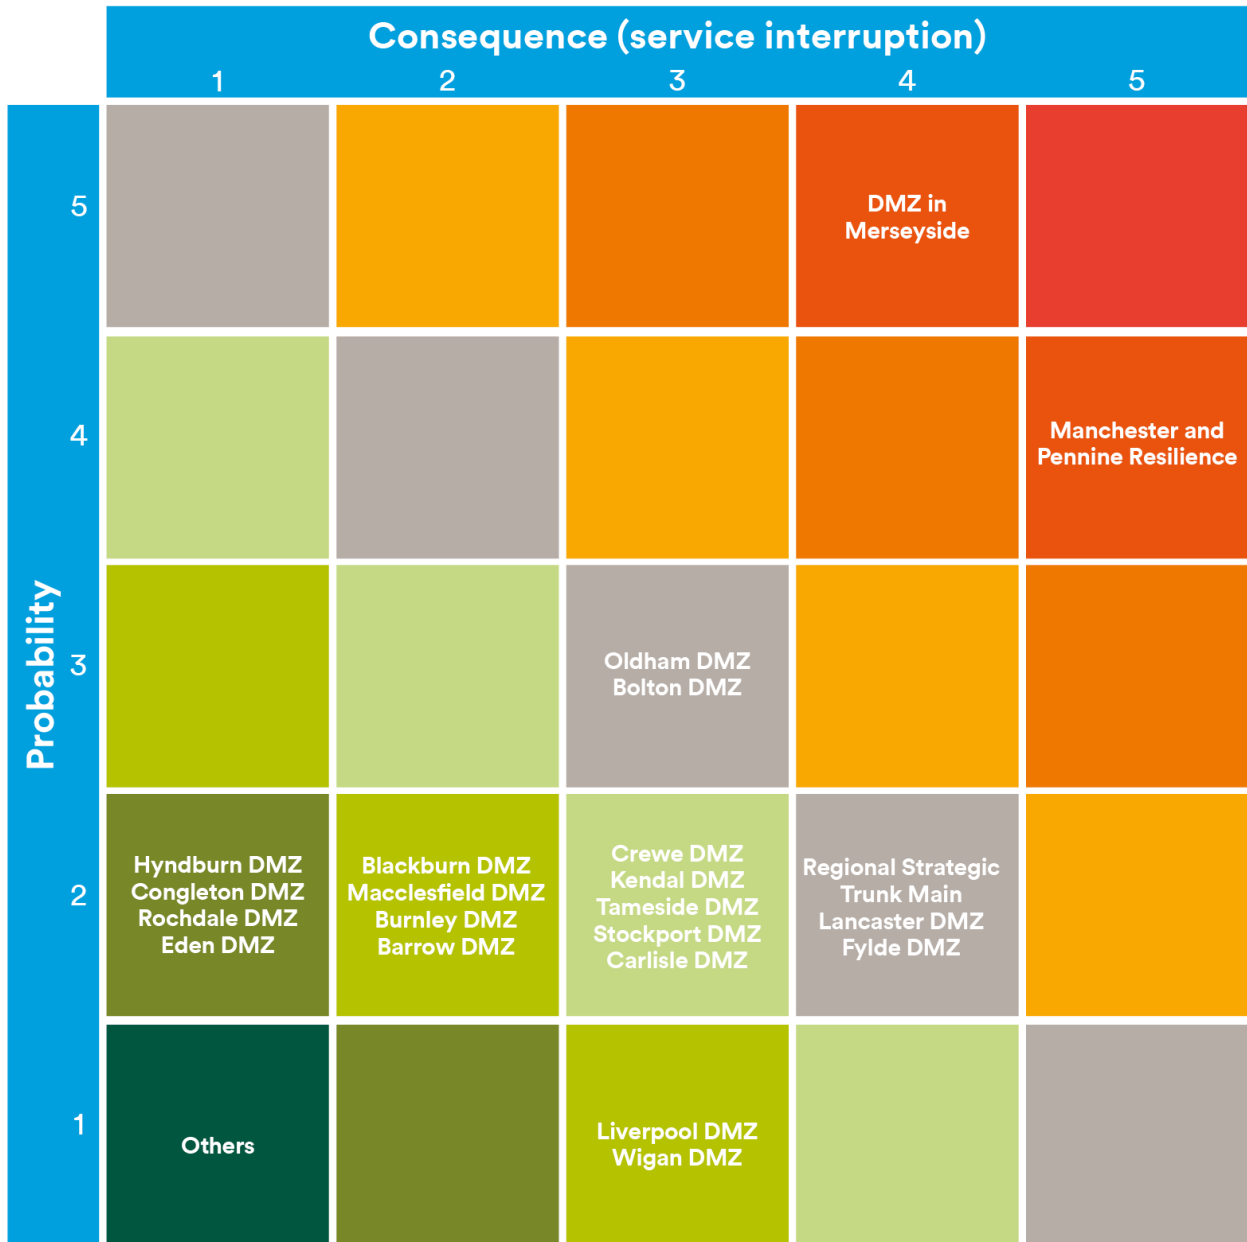 Consequence (service interruption)
1 2 3 4 5
Probability
5
DMZ in
Merseyside
4
Manchester and
Pennine Resilience
3
Oldham DMZ
Bolton DMZ
2
Hyndburn DMZ
Congleton DMZ
Rochdale DMZ
Eden DMZ
Blackburn DMZ
Macclesfield DMZ
Burnley DMZ
Barrow DMZ
Crewe DMZ
Kendal DMZ
Tameside DMZ
Stockport DMZ
Carlisle DMZ
Regional Strategic
Trunk Main
Lancaster DMZ
Fylde DMZ
1
Others
Liverpool DMZ
Wigan DMZ